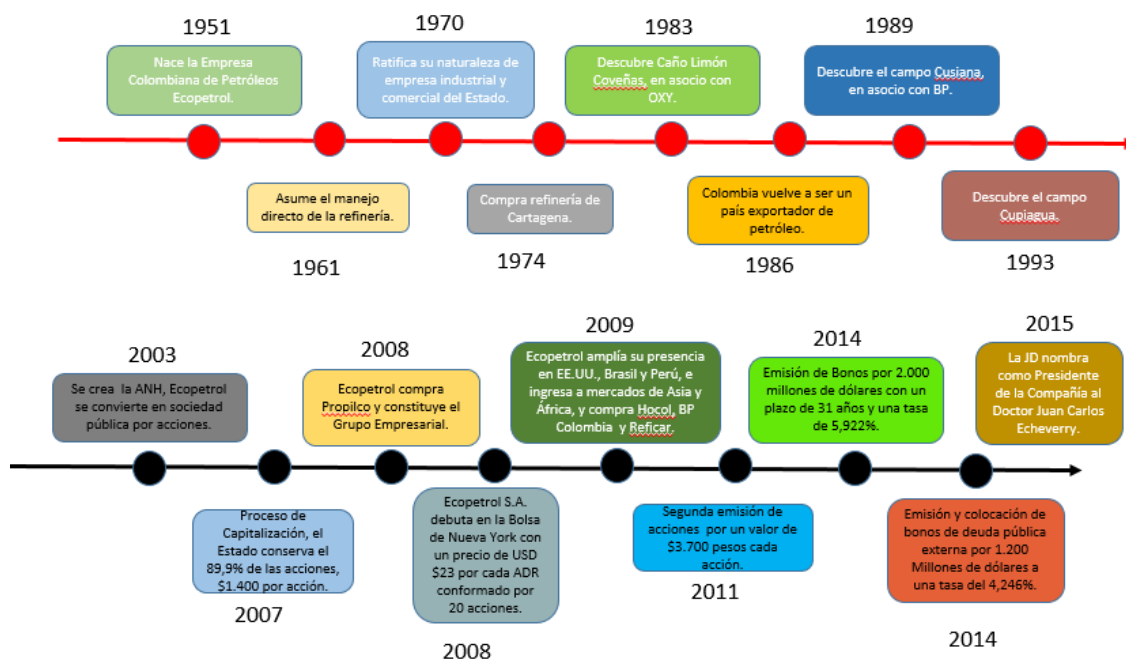 1951
1970
1983
1989
Nace la Empresa
Colombiana de Petróleos
Ecopetrol.
Ratifica su naturaleza de
empresa industrial y
comercial del Estado.
Descubre Caño Limón
Coveñas, en asocio con
OXY.
Descubre el campo Cusiana,
en asocio con BP.
Asume el manejo
directo de la refinería.
Compra refinería de
Cartagena.
Colombia vuelve a ser un
país exportador de
petróleo.
Descubre el campo
Cupiagua.
1961
1974
1986
1993
2003
2008
2009
2014
2015
Se crea la ANH, Ecopetrol
se convierte en sociedad
pública por acciones.
Ecopetrol compra
Propilco y constituye el
Grupo Empresarial.
Ecopetrol amplía su presencia
en EE.UU., Brasil y Perú, e
ingresa a mercados de Asia y
África, y compra Hocol, BP
Colombia y Reficar.
Emisión de Bonos por 2.000
millones de dólares con un
plazo de 31 años y una tasa
de 5,922%.
La JD nombra
como Presidente
de la Compañía al
Doctor Juan Carlos
Echeverry.
Proceso de
Capitalización, el
Estado conserva el
89,9% de las acciones,
$1.400 por acción.
Ecopetrol S.A.
debuta en la Bolsa
de Nueva York con
un precio de USD
$23 por cada ADR
conformado por
20 acciones.
Segunda emisión de
acciones por un valor de
$3.700 pesos cada
acción.
Emisión y colocación de
bonos de deuda pública
externa por 1.200
Millones de dólares a
una tasa del 4,246%.
2007
2008
2011
2014